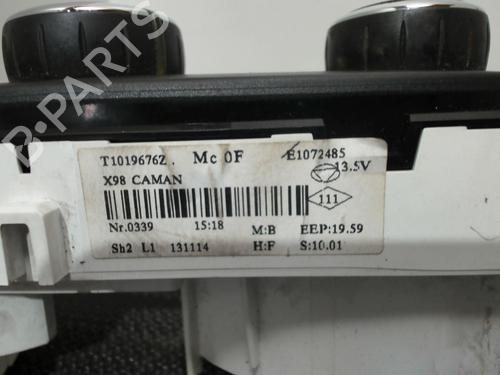 T1019676Z. Mc 0F E1072485
13.5V
X98 CAMAN
111
Nr.0339 15:18 M:B EEP:19.59
Sh2 L1 131114 H:F S:10.01
B-PARTS